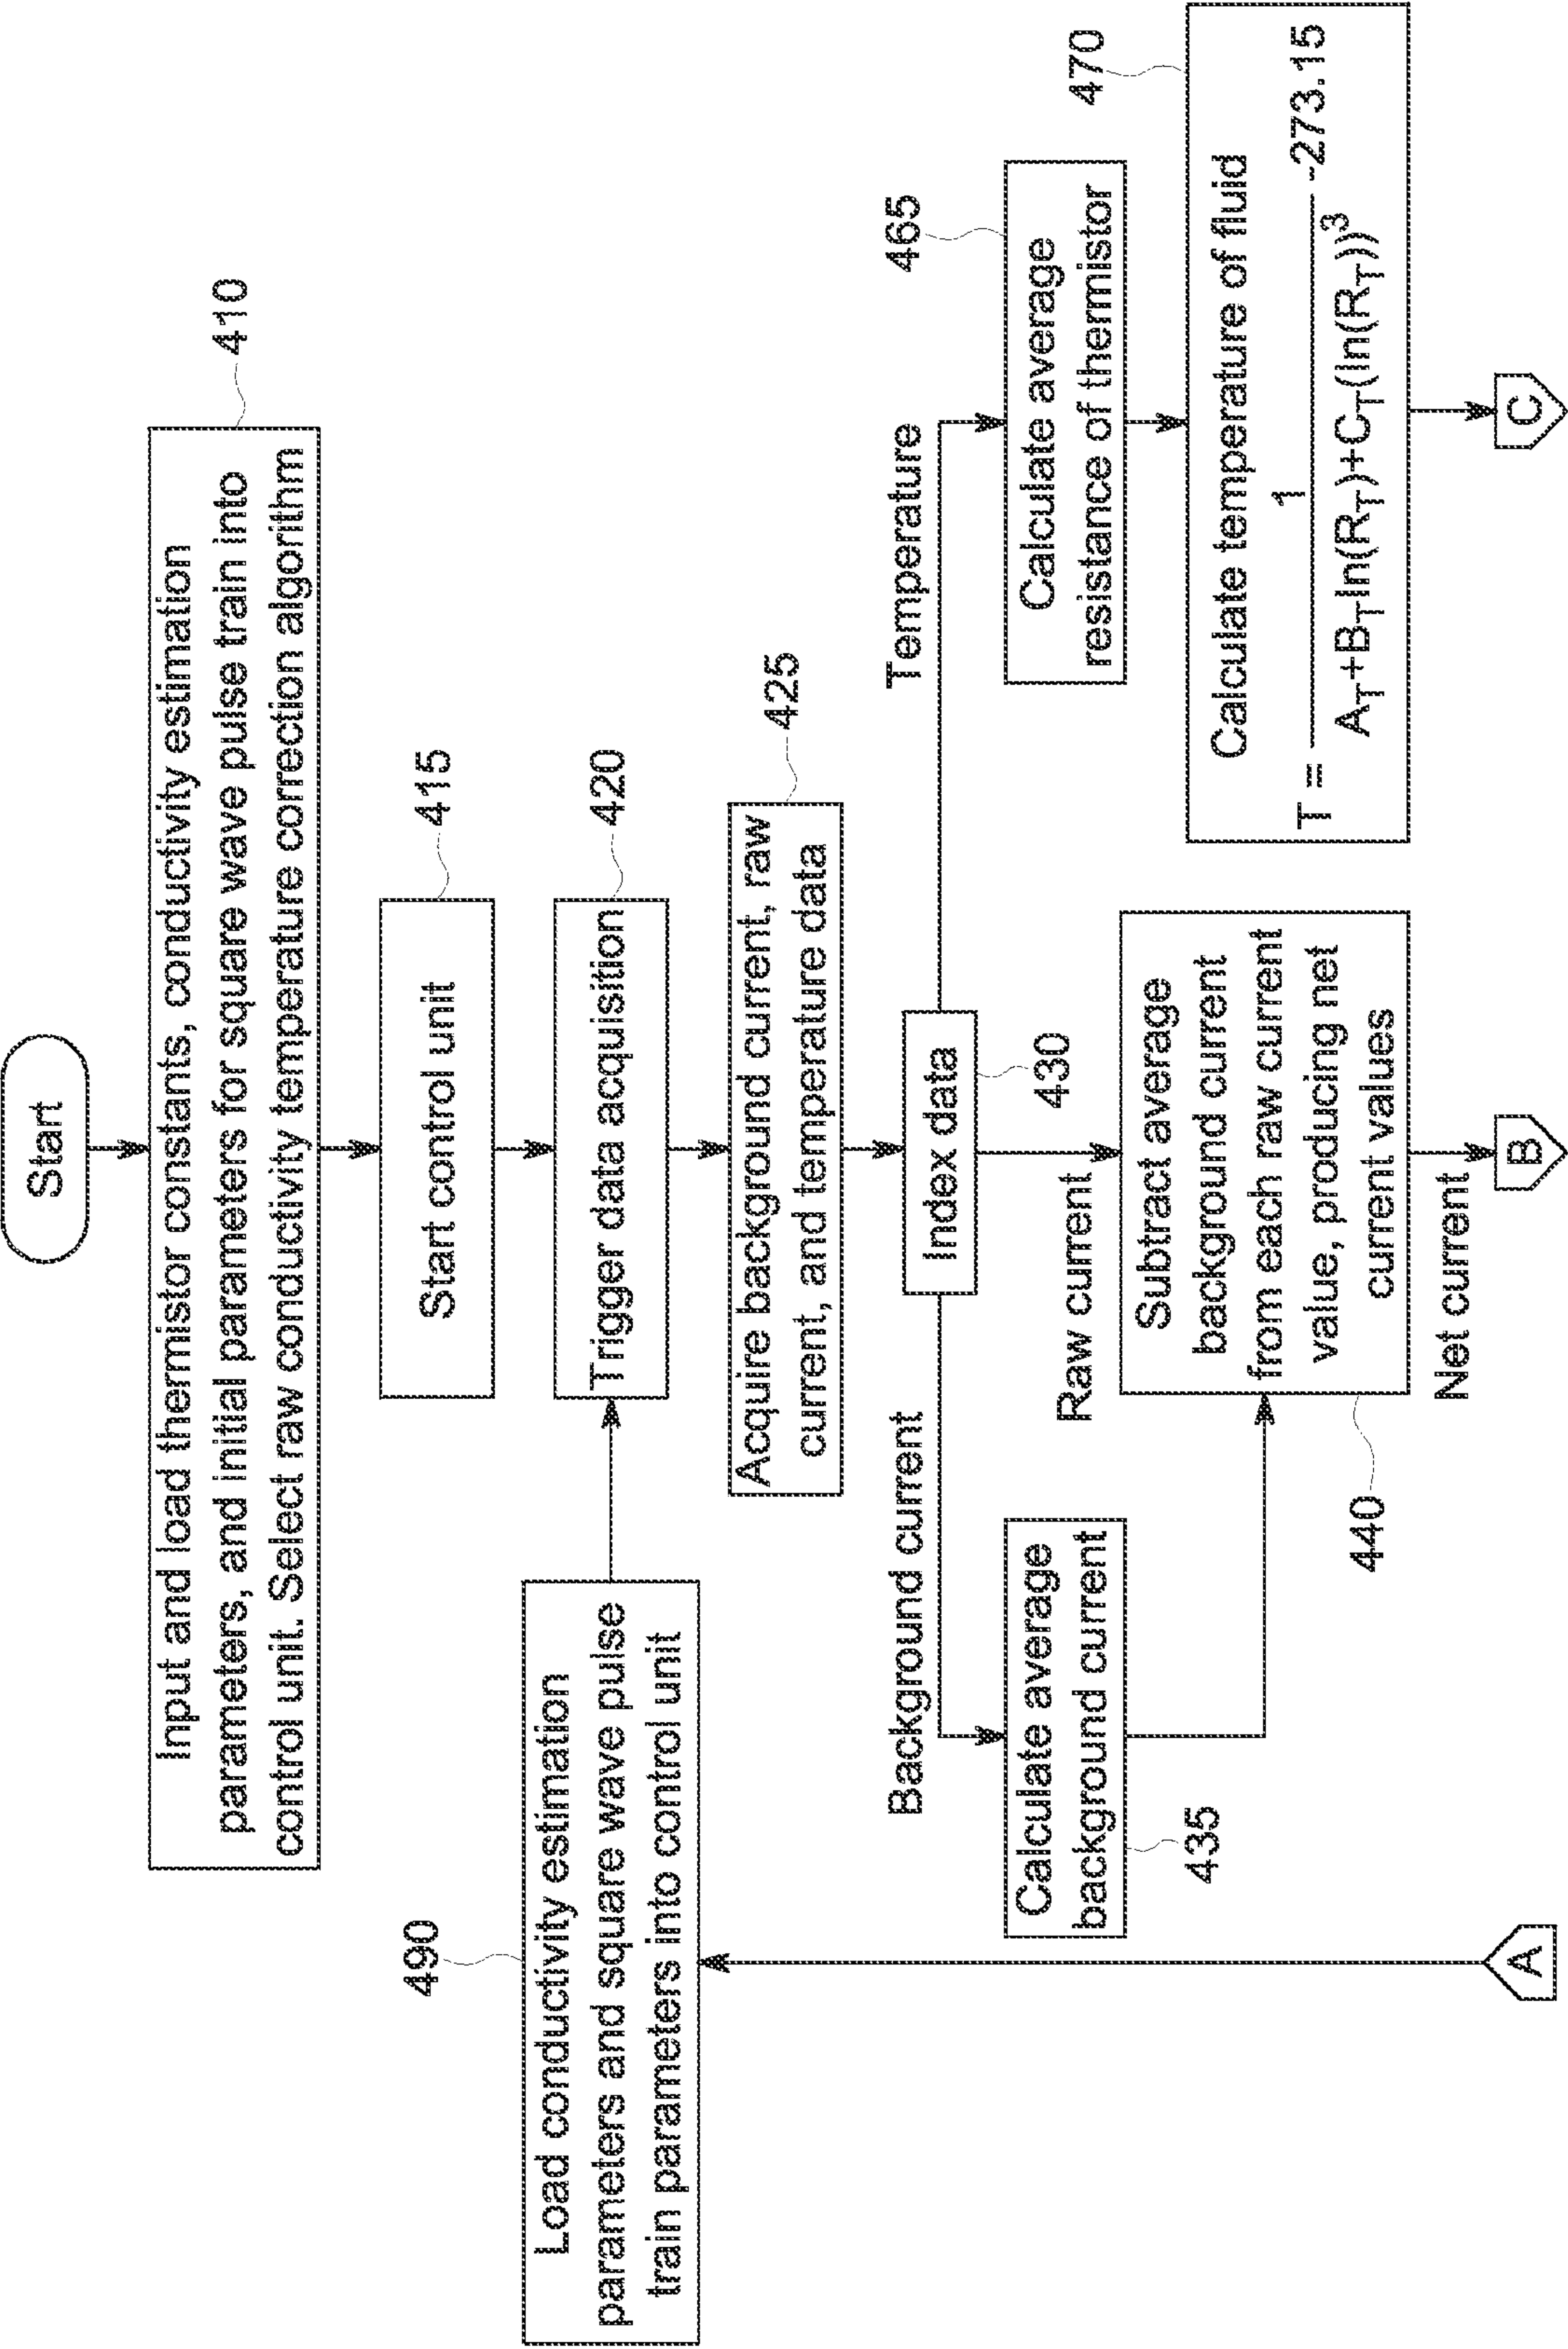 Start
410
Input and load thermistor constants, conductivity estimation
parameters, and initial parameters for square wave pulse train into
control unit. Select raw conductivity temperature correction algorithm
415
Start control unit
490
Load conductivity estimation
parameters and square wave pulse
train parameters into control unit
420
Trigger data acquisition
425
Acquire background current, raw
current, and temperature data
Index data
430
Background current
Raw current
Temperature
Calculate average
background current
435
Subtract average
background current
from each raw current
value, producing net
current values
440
Net current
465
Calculate average
resistance of thermistor
470
Calculate temperature of fluid
T = 1 / (A_T+B_T ln(R_T)+C_T(ln(R_T))^3) -273.15
A
B
C